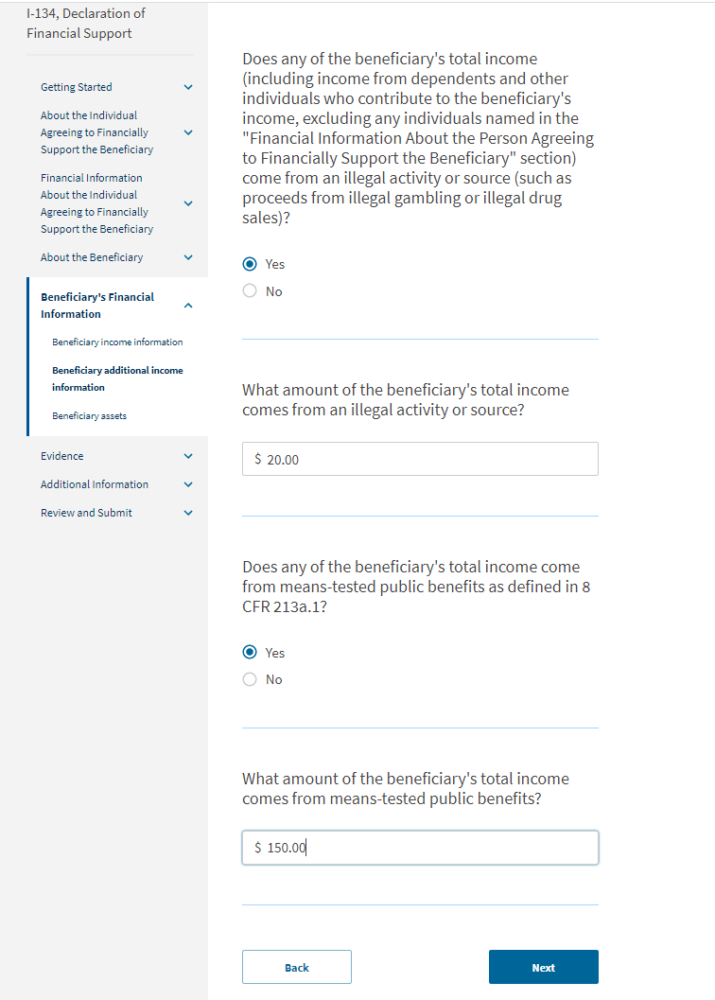 I-134, Declaration of
Financial Support
Getting Started
About the Individual
Agreeing to Financially
Support the Beneficiary
Financial Information
About the Individual
Agreeing to Financially
Support the Beneficiary
About the Beneficiary
Beneficiary's Financial
Information
Beneficiary income information
Beneficiary additional income
information
Beneficiary assets
Evidence
Additional Information
Review and Submit
Does any of the beneficiary's total income
(including income from dependents and other
individuals who contribute to the beneficiary's
income, excluding any individuals named in the
"Financial Information About the Person Agreeing
to Financially Support the Beneficiary" section)
come from an illegal activity or source (such as
proceeds from illegal gambling or illegal drug
sales)?
Yes
No
What amount of the beneficiary's total income
comes from an illegal activity or source?
$ 20.00
Does any of the beneficiary's total income come
from means-tested public benefits as defined in 8
CFR 213a.1?
Yes
No
What amount of the beneficiary's total income
comes from means-tested public benefits?
$ 150.00
Back
Next